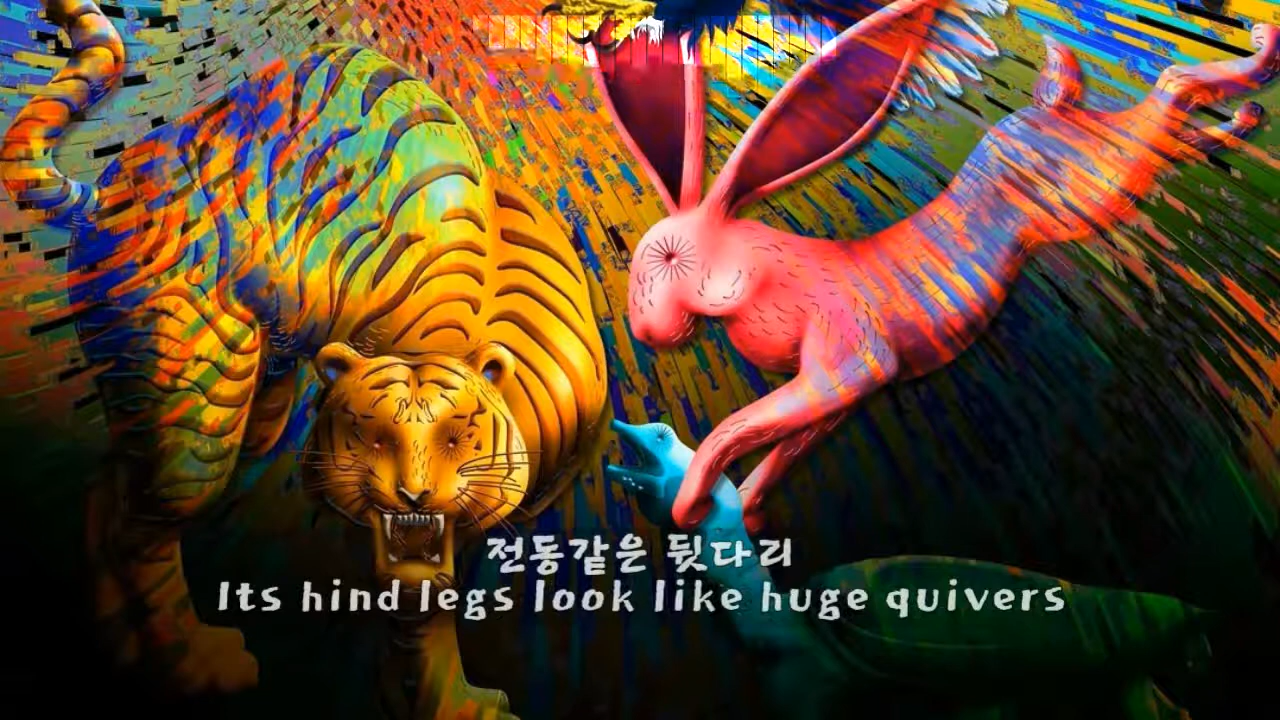 전동같은 뒷다리
Its hind legs look like huge quivers